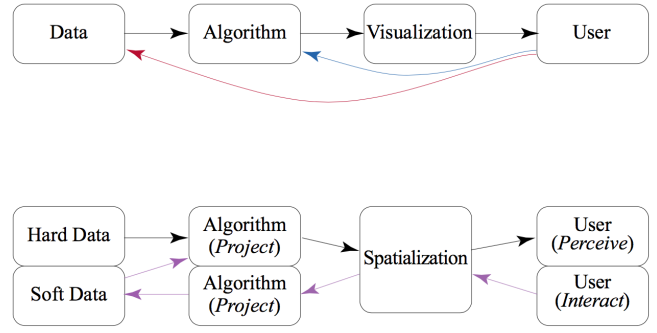 Data
Algorithm
Visualization
User
Hard Data
Algorithm
(Project)
Spatialization
User
(Perceive)
Soft Data
Algorithm
(Project)
User
(Interact)